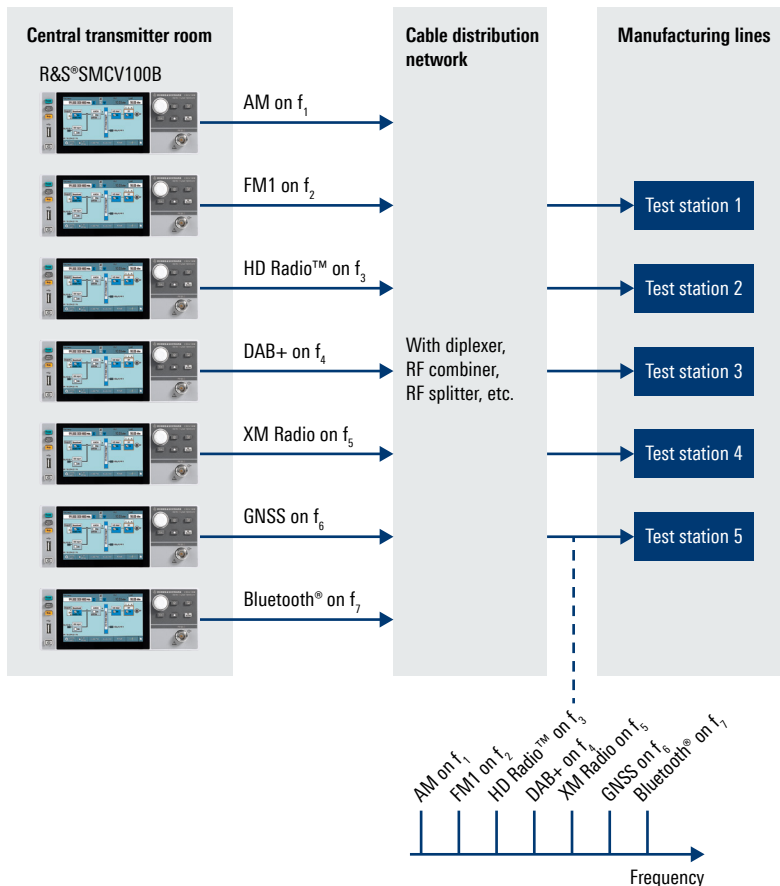 Central transmitter room
R&S®SMCV100B
Cable distribution
network
Manufacturing lines
AM on f1
FM1 on f2
HD Radio™ on f3
DAB+ on f4
XM Radio on f5
GNSS on f6
Bluetooth® on f7
With diplexer,
RF combiner,
RF splitter, etc.
Test station 1
Test station 2
Test station 3
Test station 4
Test station 5
AM on f1
FM1 on f2
HD Radio™ on f3
DAB+ on f4
XM Radio on f5
GNSS on f6
Bluetooth® on f7
Frequency